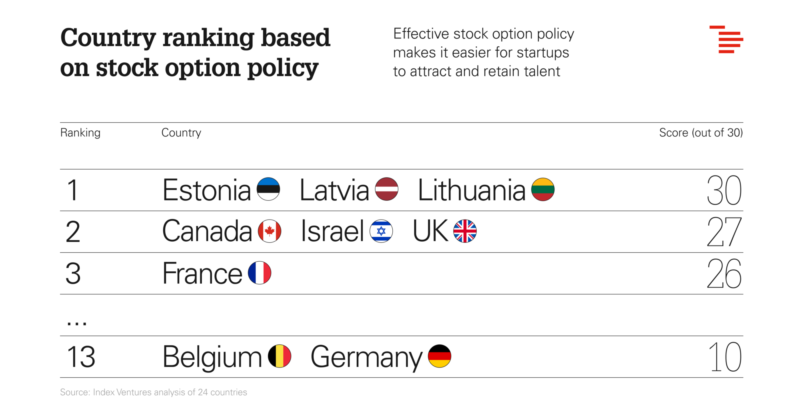 Country ranking based
on stock option policy
Effective stock option policy
makes it easier for startups
to attract and retain talent
Ranking Country Score (out of 30)
1 Estonia Latvia Lithuania 30
2 Canada Israel UK 27
3 France 26
...
13 Belgium Germany 10
Source: Index Ventures analysis of 24 countries